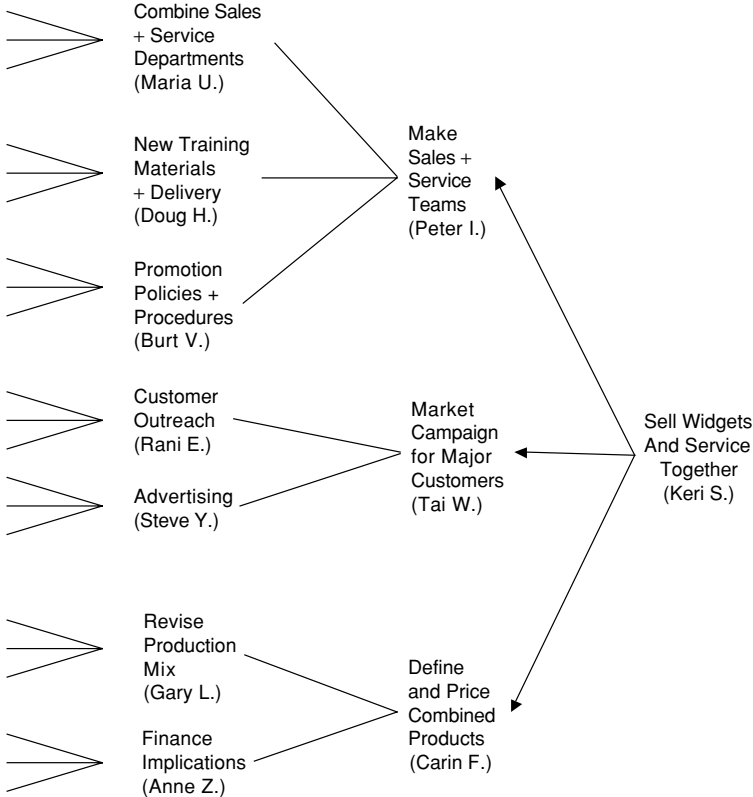 Combine Sales
+ Service
Departments
(Maria U.)
New Training
Materials
+ Delivery
(Doug H.)
Promotion
Policies +
Procedures
(Burt V.)
Customer
Outreach
(Rani E.)
Advertising
(Steve Y.)
Revise
Production
Mix
(Gary L.)
Finance
Implications
(Anne Z.)
Make
Sales +
Service
Teams
(Peter I.)
Market
Campaign
for Major
Customers
(Tai W.)
Define
and Price
Combined
Products
(Carin F.)
Sell Widgets
And Service
Together
(Keri S.)